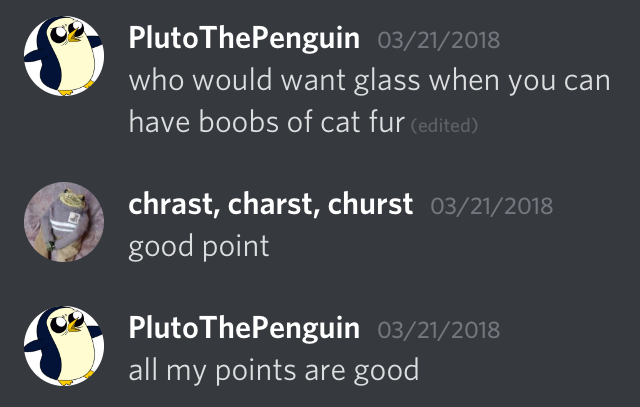 PlutoThePenguin 03/21/2018
who would want glass when you can
have boobs of cat fur (edited)
chrast, charst, churst 03/21/2018
good point
PlutoThePenguin 03/21/2018
all my points are good